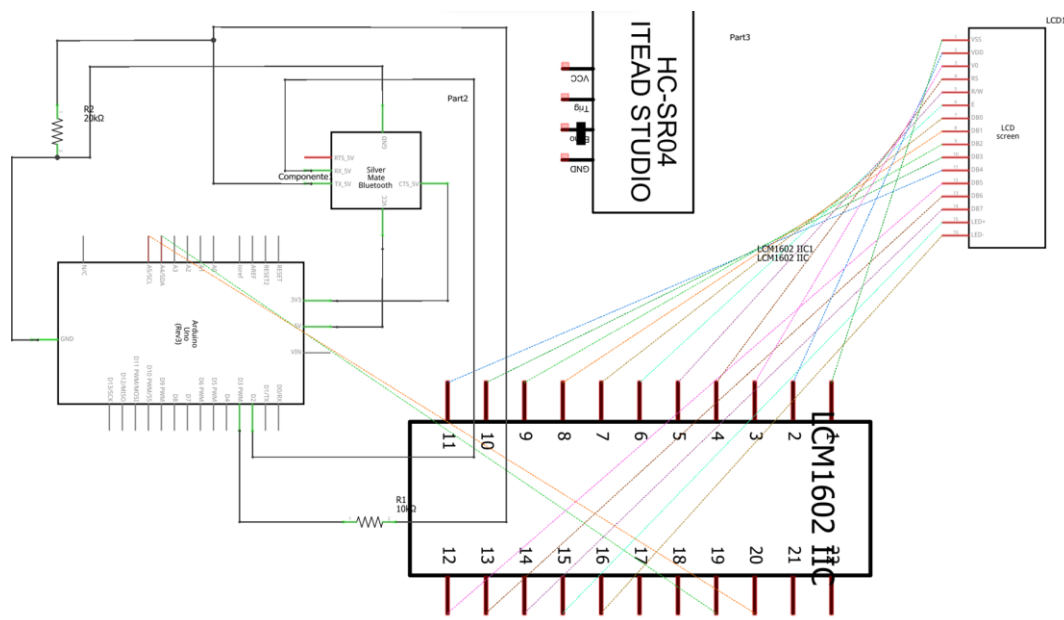 LCD1
Part3
HC-SR04
ITEAD STUDIO
VCC
Trig
GND
VSS
VDD
V0
RS
R/W
E
DB0
DB1
DB2
DB3
DB4
DB5
DB6
DB7
LED+
LED-
LCD
screen
R2
20kΩ
Part2
GND
RTS_5V
RX_5V
TX_5V
Silver
Mate
Bluetooth
CTS_5V
VCC
N/C
A5/SCL
A4/SDA
A3
A2
A1
A0
ioref
AREF
RESET2
RESET
Arduino
Uno
(Rev3)
GND
3V3
5V
VIN
D13/SCK
D12/MISO
D11 PWM/MOSI
D10 PWM/SS
D9 PWM
D8
D7
D6 PWM
D5 PWM
D4
D3 PWM
D2
D1/TX
D0/RX
R1
10kΩ
LCM1602 IIC1
LCM1602 IIC
11
10
9
8
7
6
5
4
3
2
1
LCM1602 IIC
12
13
14
15
16
17
18
19
20
21
22